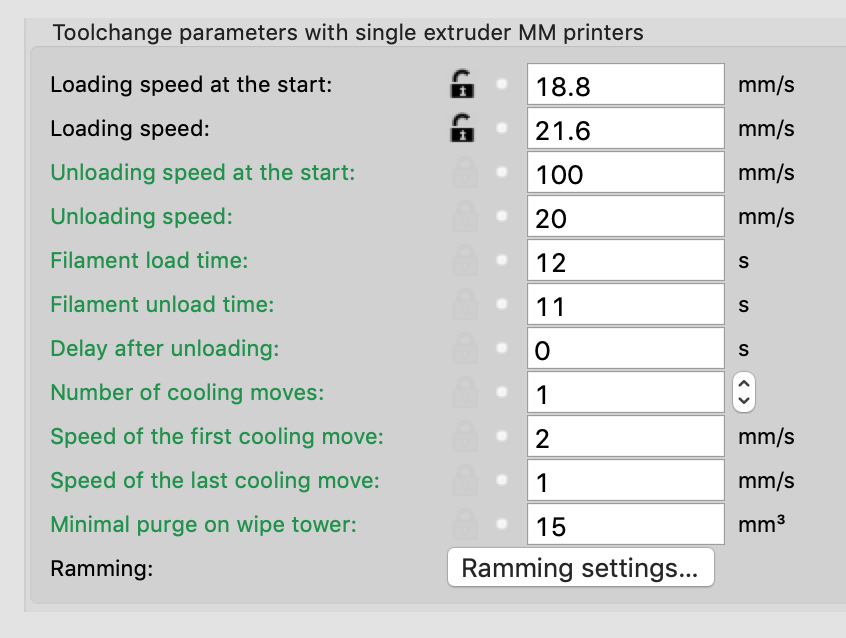 Toolchange parameters with single extruder MM printers
Loading speed at the start: 18.8 mm/s
Loading speed: 21.6 mm/s
Unloading speed at the start: 100 mm/s
Unloading speed: 20 mm/s
Filament load time: 12 s
Filament unload time: 11 s
Delay after unloading: 0 s
Number of cooling moves: 1
Speed of the first cooling move: 2 mm/s
Speed of the last cooling move: 1 mm/s
Minimal purge on wipe tower: 15 mm³
Ramming: Ramming settings...